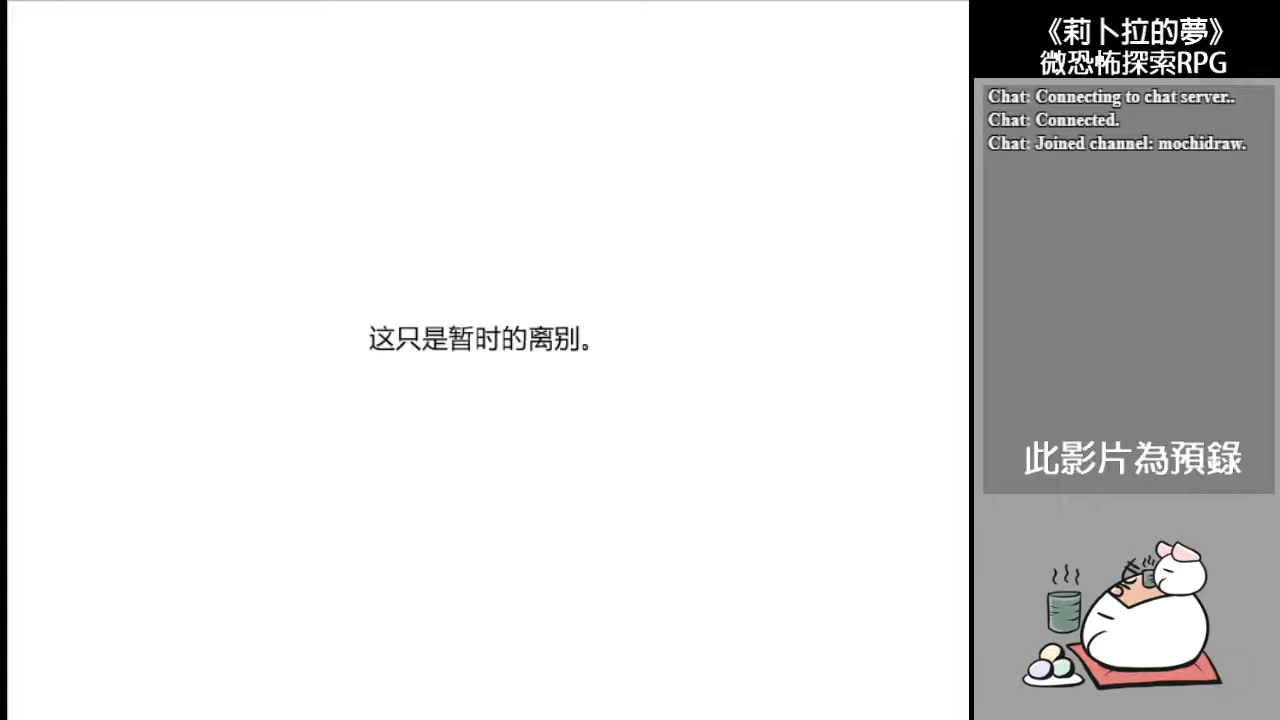 《莉卜拉的夢》
微恐怖探索RPG
Chat: Connecting to chat server..
Chat: Connected.
Chat: Joined channel: mochidraw.
这只是暂时的离别。
此影片為預錄